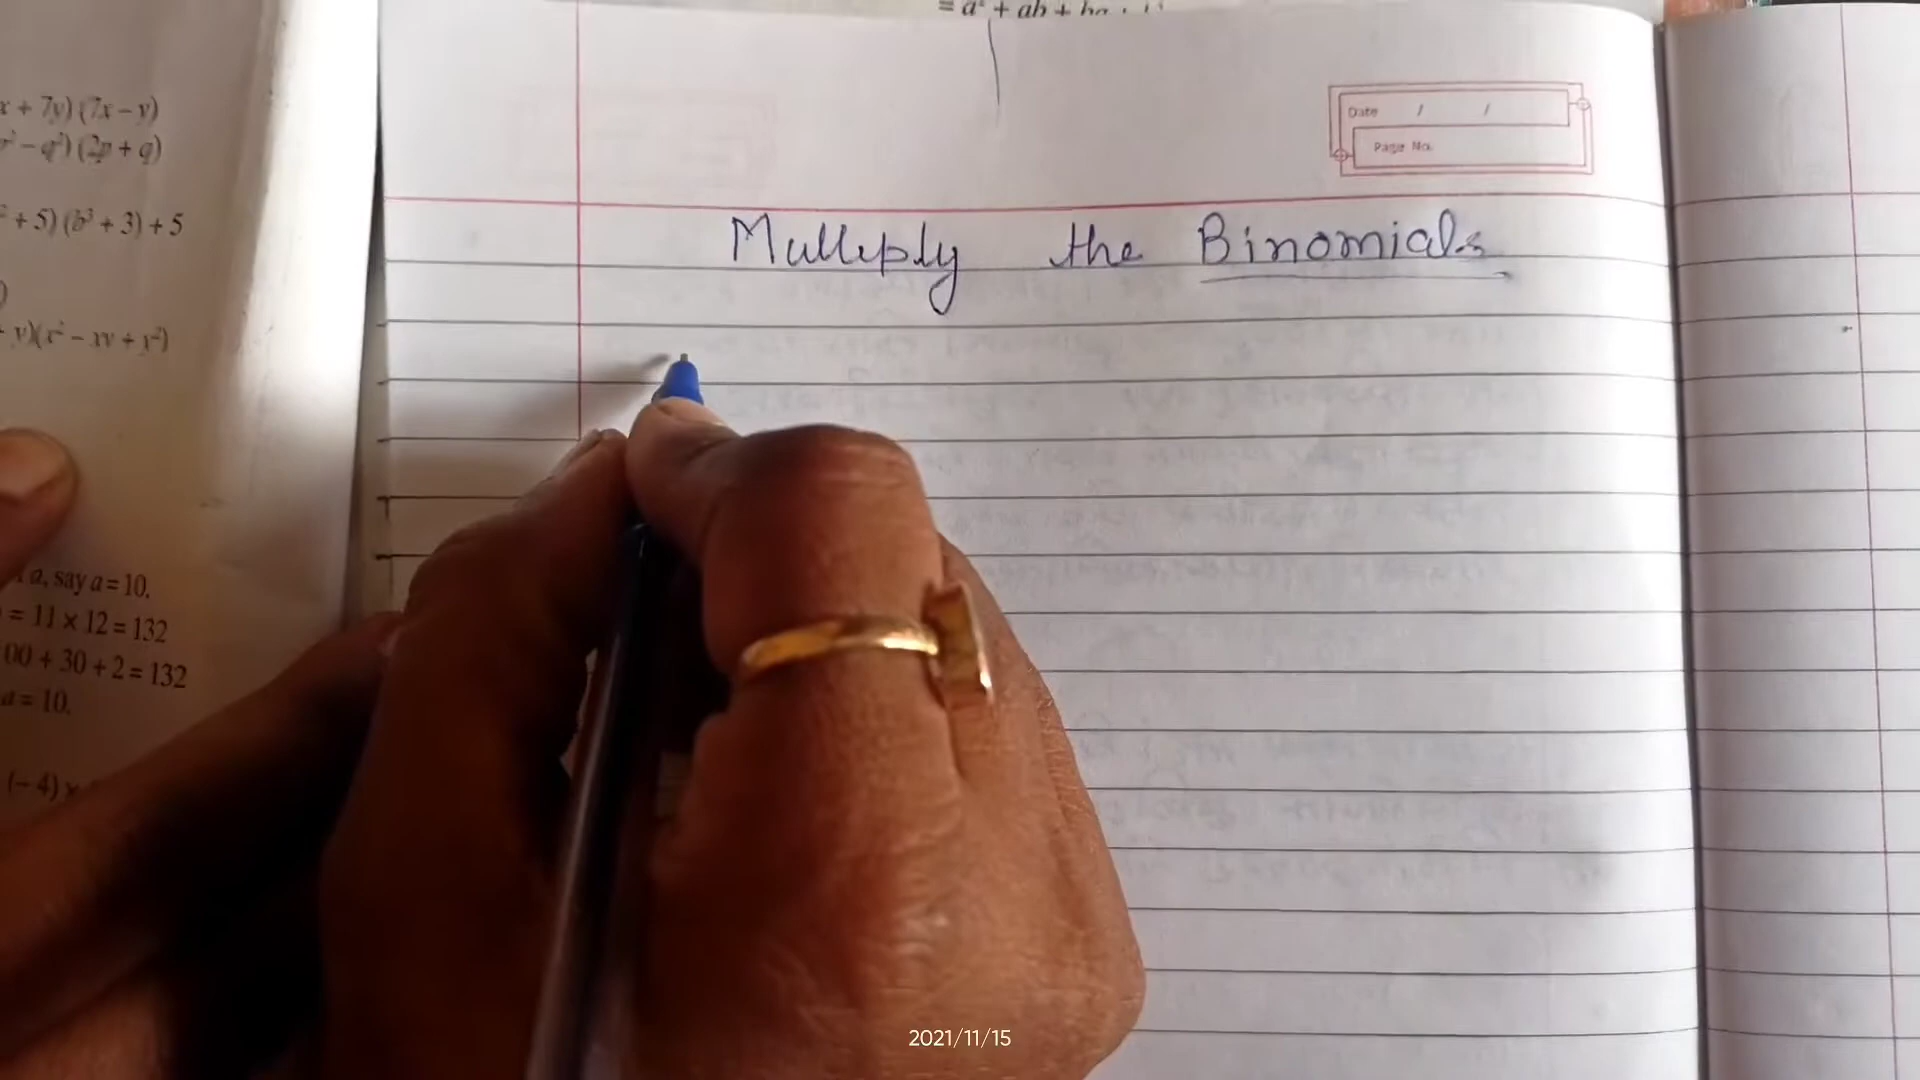 x + 7y) (7x – y)
– q²) (2p + q)
+ 5) (b³ + 3) + 5
)
y)(x² – xy + y²)
a, say a = 10.
= 11 × 12 = 132
00 + 30 + 2 = 132
a = 10.
(– 4) ×
= a² + ab + ba
Date / /
Page No.
Multiply the Binomials
2021/11/15